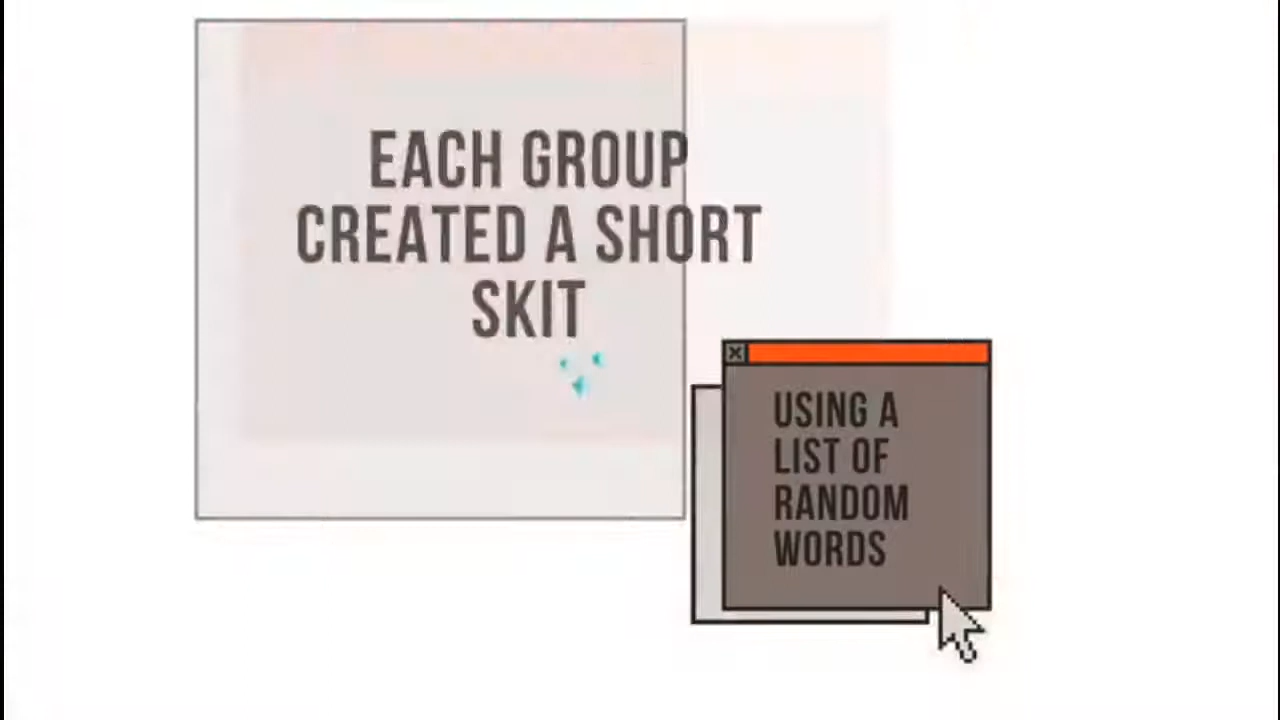 EACH GROUP
CREATED A SHORT
SKIT
USING A
LIST OF
RANDOM
WORDS